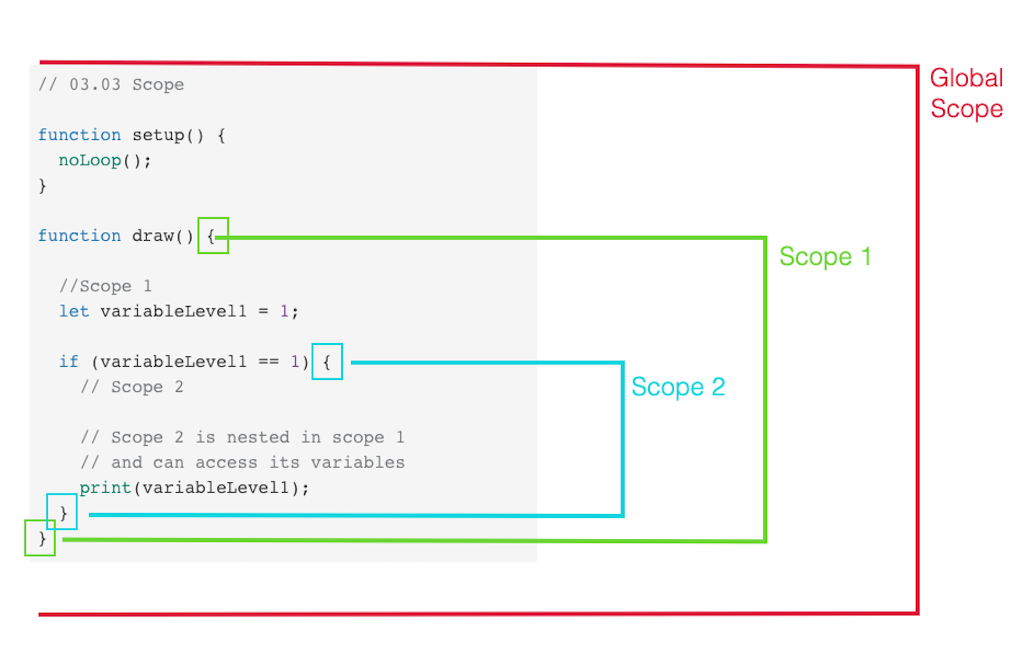 // 03.03 Scope
Global
Scope
function setup() {
  noLoop();
}
function draw() {
Scope 1
  //Scope 1
  let variableLevel1 = 1;
  if (variableLevel1 == 1) {
    // Scope 2
Scope 2
    // Scope 2 is nested in scope 1
    // and can access its variables
    print(variableLevel1);
  }
}